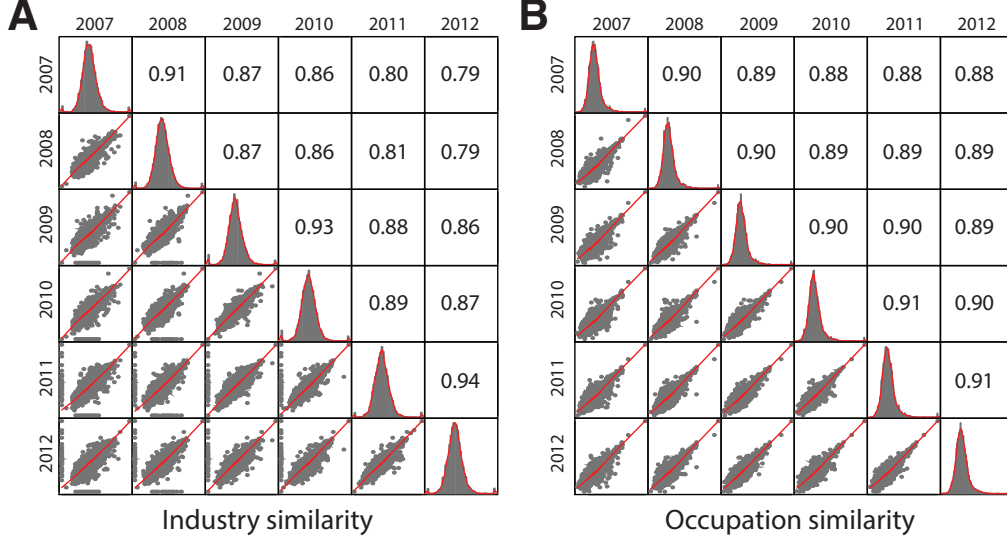 A
2007 2008 2009 2010 2011 2012
2007 0.91 0.87 0.86 0.80 0.79
2008 0.87 0.86 0.81 0.79
2009 0.93 0.88 0.86
2010 0.89 0.87
2011 0.94
2012
Industry similarity
B
2007 2008 2009 2010 2011 2012
2007 0.90 0.89 0.88 0.88 0.88
2008 0.90 0.89 0.89 0.89
2009 0.90 0.90 0.89
2010 0.91 0.90
2011 0.91
2012
Occupation similarity